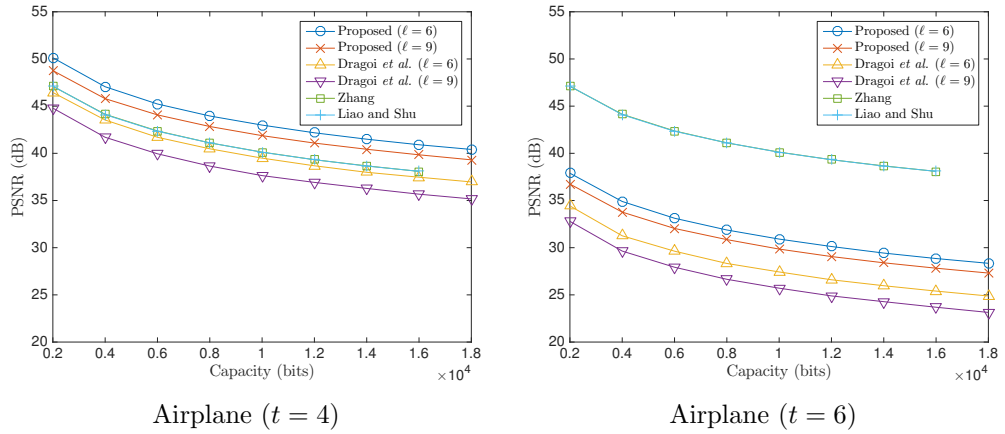 PSNR (dB)
55
50
45
40
35
30
25
20
0.2 0.4 0.6 0.8 1 1.2 1.4 1.6 1.8
Capacity (bits)
×10⁴
Proposed (ℓ = 6)
Proposed (ℓ = 9)
Dragoi et al. (ℓ = 6)
Dragoi et al. (ℓ = 9)
Zhang
Liao and Shu
Airplane (t = 4)
PSNR (dB)
55
50
45
40
35
30
25
20
0.2 0.4 0.6 0.8 1 1.2 1.4 1.6 1.8
Capacity (bits)
×10⁴
Proposed (ℓ = 6)
Proposed (ℓ = 9)
Dragoi et al. (ℓ = 6)
Dragoi et al. (ℓ = 9)
Zhang
Liao and Shu
Airplane (t = 6)